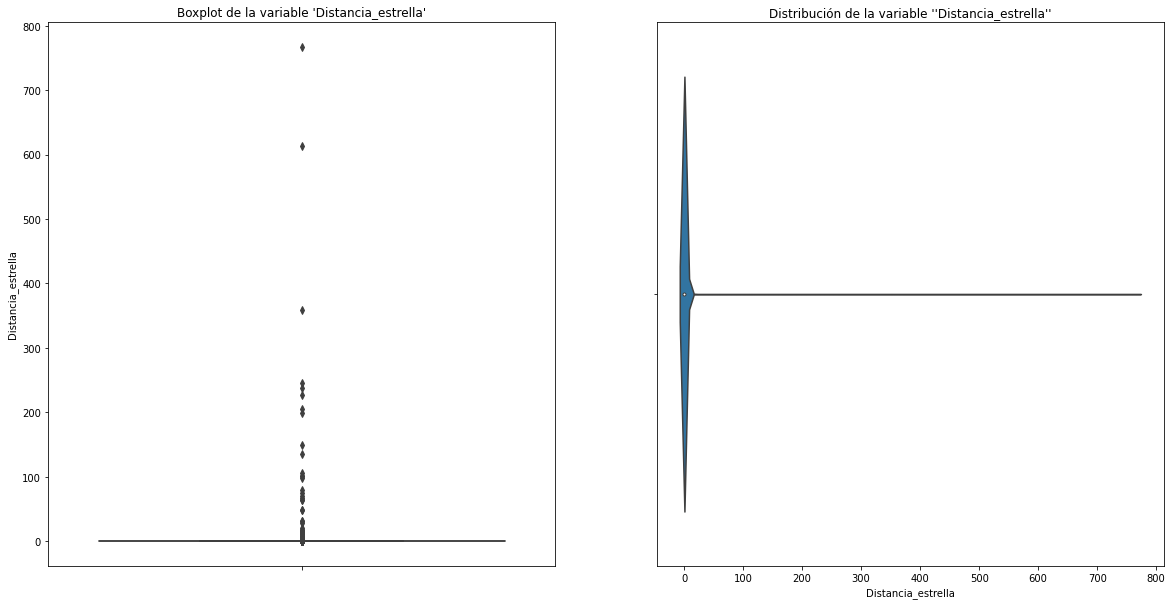 Boxplot de la variable 'Distancia_estrella'
800
700
600
500
400
300
200
100
0
Distancia_estrella
Distribución de la variable ''Distancia_estrella''
0 100 200 300 400 500 600 700 800
Distancia_estrella